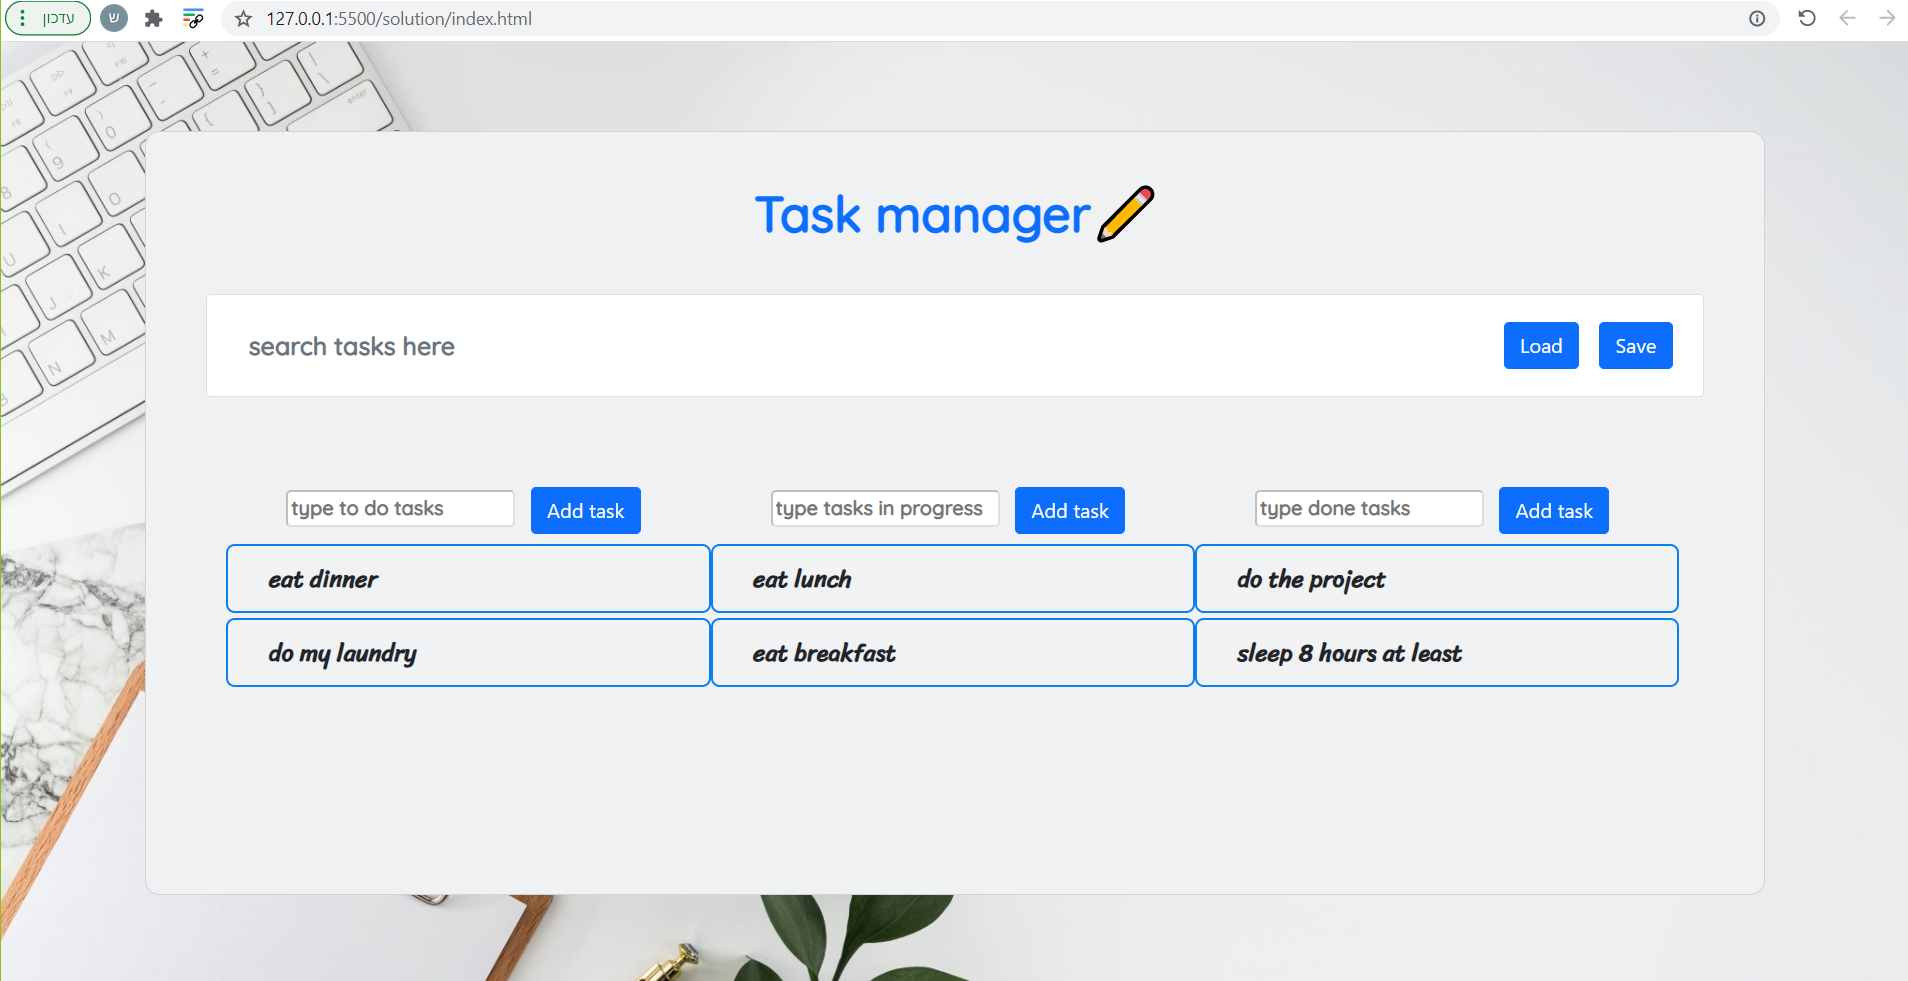 עדכון
ש
127.0.0.1:5500/solution/index.html
Task manager
search tasks here
Load
Save
type to do tasks
Add task
type tasks in progress
Add task
type done tasks
Add task
eat dinner
eat lunch
do the project
do my laundry
eat breakfast
sleep 8 hours at least
enter